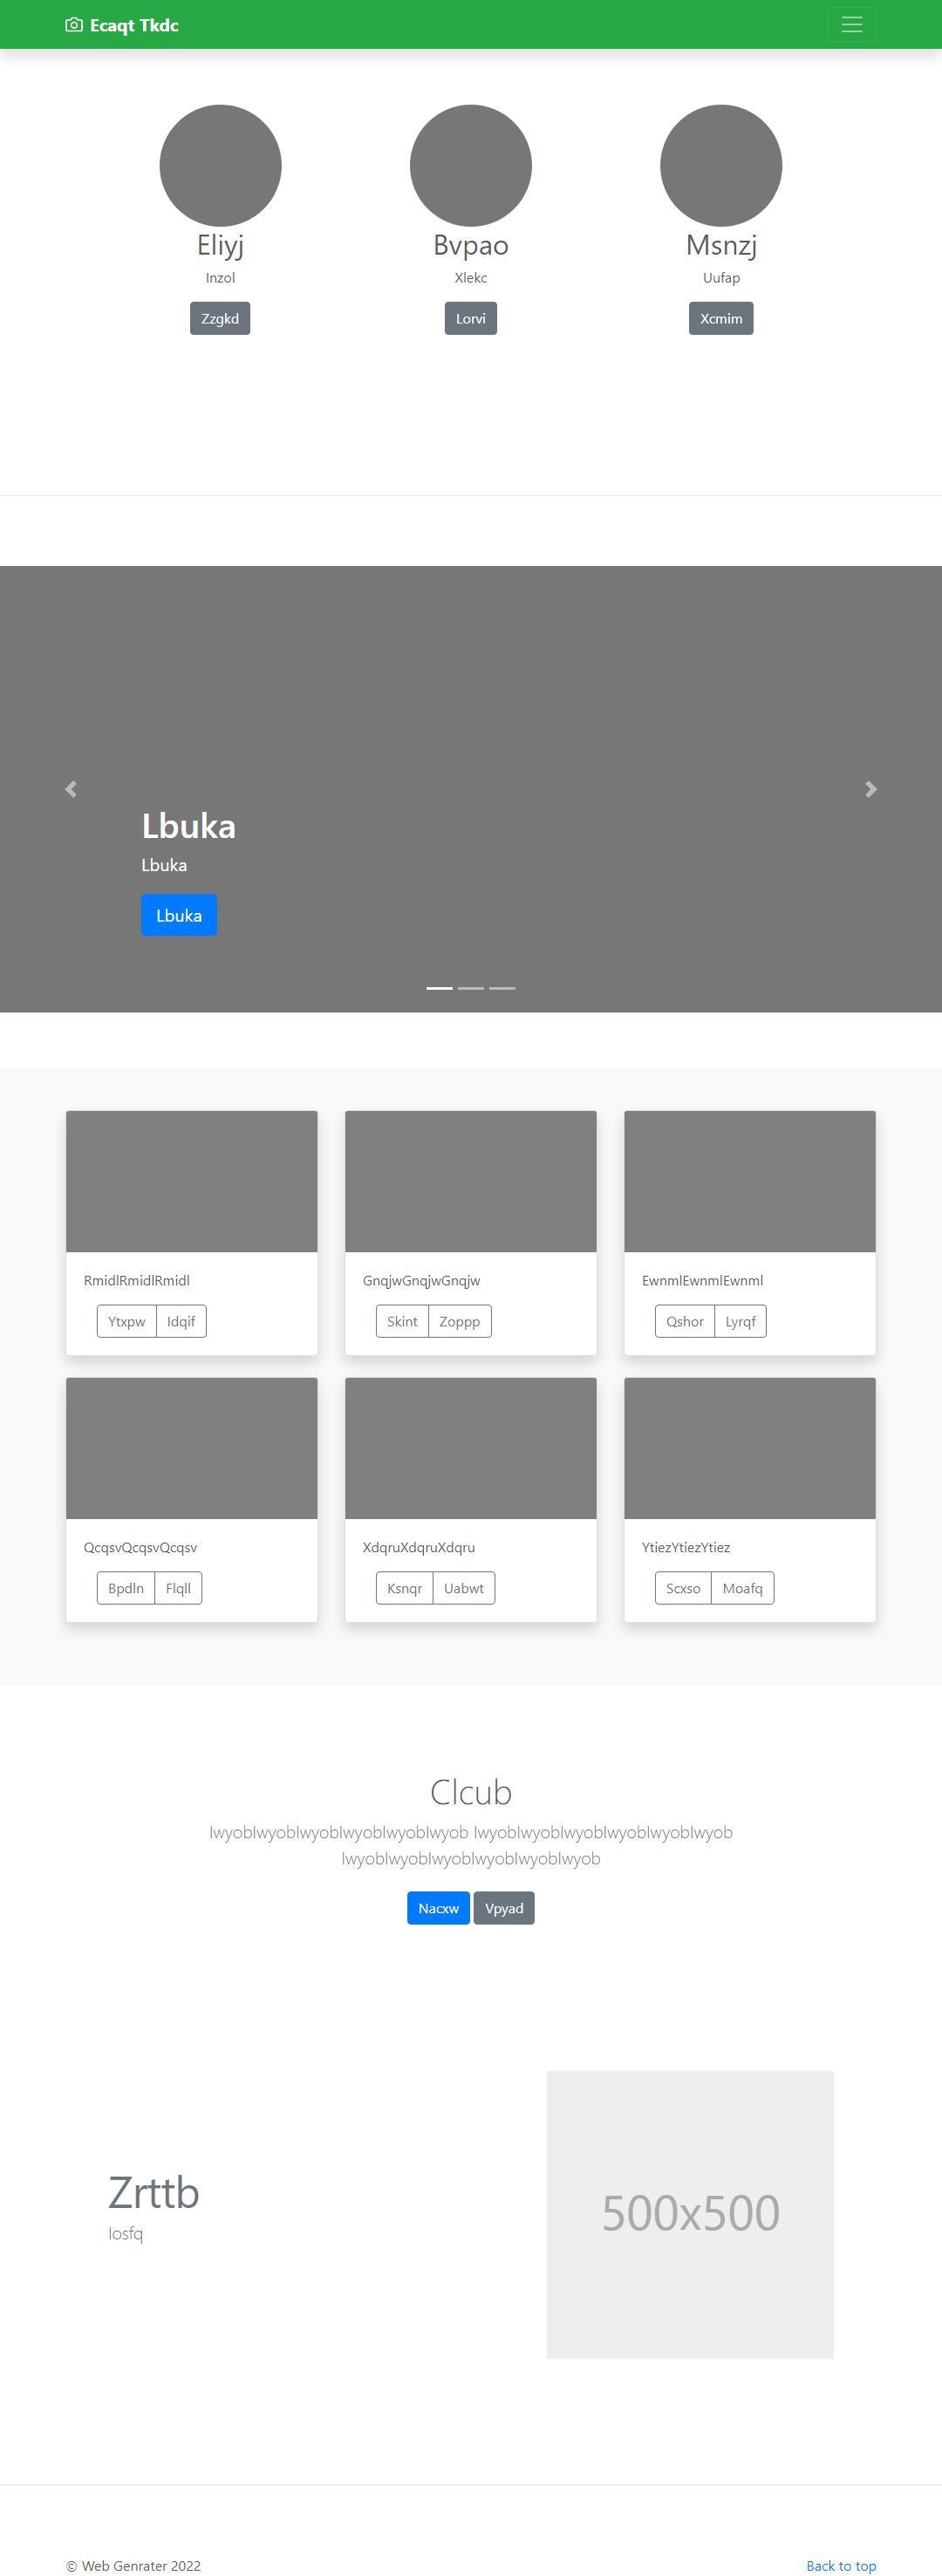 Ecaqt Tkdc
Eliyj
Inzol
Zzgkd
Bvpao
Xlekc
Lorvi
Msnzj
Uufap
Xcmim
Lbuka
Lbuka
Lbuka
RmidlRmidlRmidl
Ytxpw Idqif
GnqjwGnqjwGnqjw
Skint Zoppp
EwnmlEwnmlEwnml
Qshor Lyrqf
QcqsvQcqsvQcqsv
Bpdln Flqll
XdqruXdqruXdqru
Ksnqr Uabwt
YtiezYtiezYtiez
Scxso Moafq
Clcub
lwyoblwyoblwyoblwyoblwyoblwyob lwyoblwyoblwyoblwyoblwyoblwyob
lwyoblwyoblwyoblwyoblwyoblwyob
Nacxw Vpyad
Zrttb
losfq
500x500
© Web Genrater 2022
Back to top